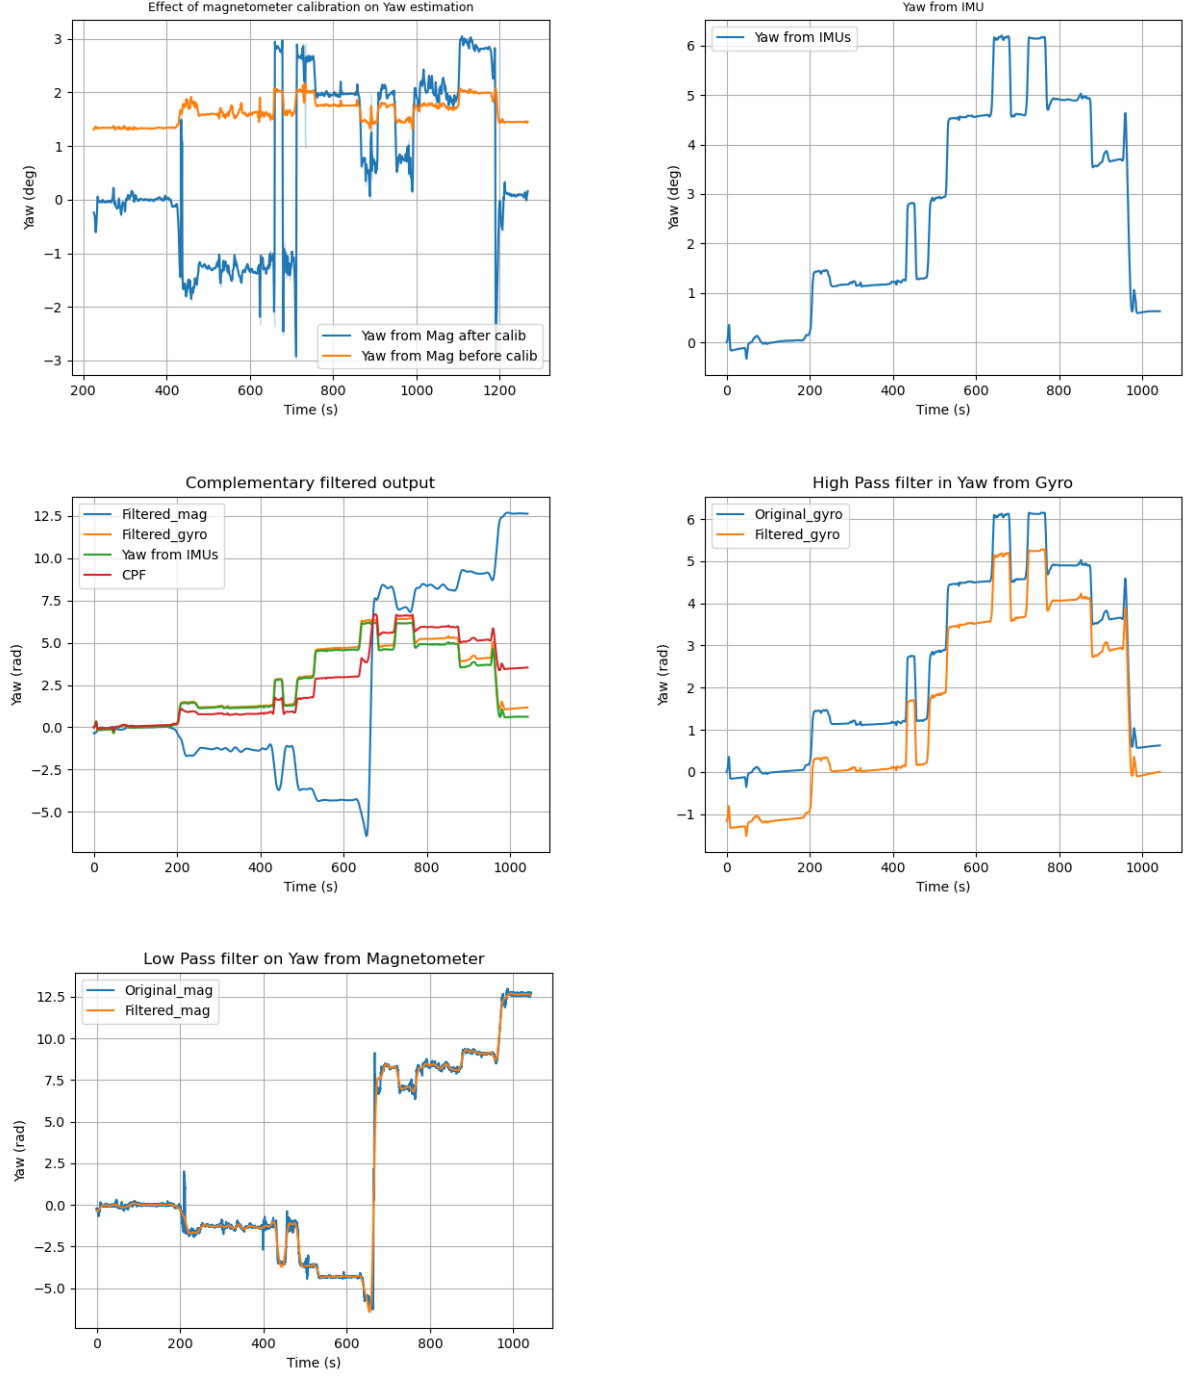 Effect of magnetometer calibration on Yaw estimation
Yaw (deg)
3
2
1
0
−1
−2
−3
Yaw from Mag after calib
Yaw from Mag before calib
200 400 600 800 1000 1200
Time (s)
Yaw from IMU
Yaw (deg)
6
5
4
3
2
1
0
Yaw from IMUs
0 200 400 600 800 1000
Time (s)
Complementary filtered output
Yaw (rad)
12.5
10.0
7.5
5.0
2.5
0.0
−2.5
−5.0
Filtered_mag
Filtered_gyro
Yaw from IMUs
CPF
0 200 400 600 800 1000
Time (s)
High Pass filter in Yaw from Gyro
Yaw (rad)
6
5
4
3
2
1
0
−1
Original_gyro
Filtered_gyro
0 200 400 600 800 1000
Time (s)
Low Pass filter on Yaw from Magnetometer
Yaw (rad)
12.5
10.0
7.5
5.0
2.5
0.0
−2.5
−5.0
Original_mag
Filtered_mag
0 200 400 600 800 1000
Time (s)